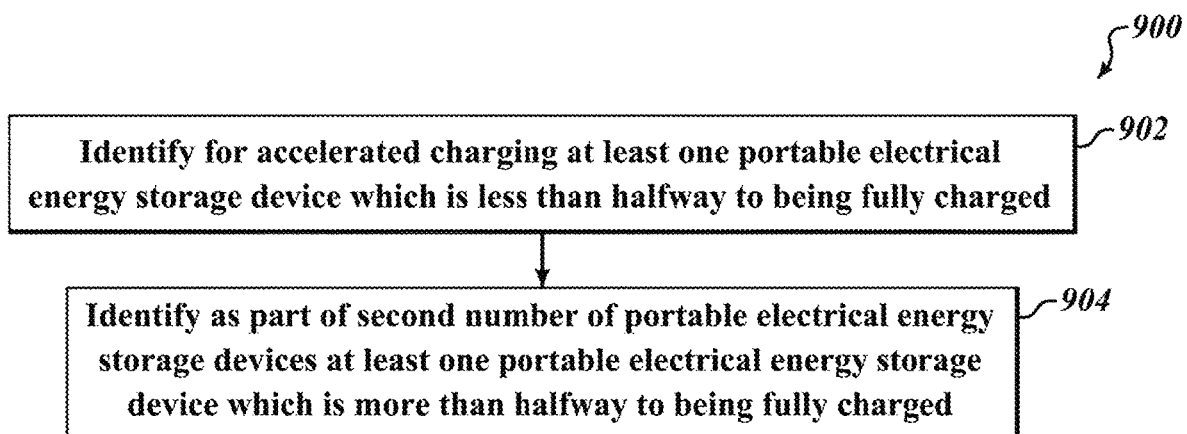 900
902
Identify for accelerated charging at least one portable electrical
energy storage device which is less than halfway to being fully charged
904
Identify as part of second number of portable electrical energy
storage devices at least one portable electrical energy storage
device which is more than halfway to being fully charged